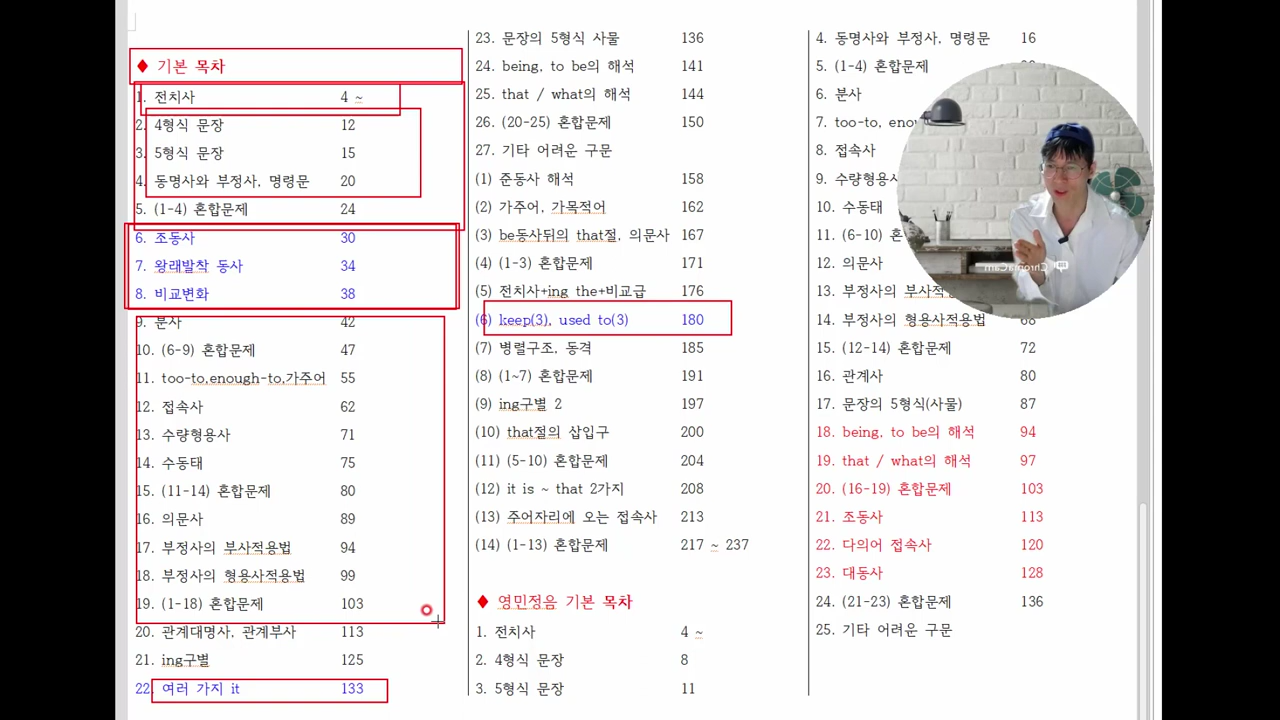 ♦ 기본 목차
1. 전치사 4 ~
2. 4형식 문장 12
3. 5형식 문장 15
4. 동명사와 부정사, 명령문 20
5. (1-4) 혼합문제 24
6. 조동사 30
7. 왕래발착 동사 34
8. 비교변화 38
9. 분사 42
10. (6-9) 혼합문제 47
11. too-to,enough-to,가주어 55
12. 접속사 62
13. 수량형용사 71
14. 수동태 75
15. (11-14) 혼합문제 80
16. 의문사 89
17. 부정사의 부사적용법 94
18. 부정사의 형용사적용법 99
19. (1-18) 혼합문제 103
20. 관계대명사, 관계부사 113
21. ing구별 125
22. 여러 가지 it 133
23. 문장의 5형식 사물 136
24. being, to be의 해석 141
25. that / what의 해석 144
26. (20-25) 혼합문제 150
27. 기타 어려운 구문
(1) 준동사 해석 158
(2) 가주어, 가목적어 162
(3) be동사뒤의 that절, 의문사 167
(4) (1-3) 혼합문제 171
(5) 전치사+ing the+비교급 176
(6) keep(3), used to(3) 180
(7) 병렬구조, 동격 185
(8) (1~7) 혼합문제 191
(9) ing구별 2 197
(10) that절의 삽입구 200
(11) (5-10) 혼합문제 204
(12) it is ~ that 2가지 208
(13) 주어자리에 오는 접속사 213
(14) (1-13) 혼합문제 217 ~ 237
♦ 영민정음 기본 목차
1. 전치사 4 ~
2. 4형식 문장 8
3. 5형식 문장 11
4. 동명사와 부정사, 명령문 16
5. (1-4) 혼합문제
6. 분사
7. too-to,
8. 접속사
9. 수량형용사
10. 수동태
11. (6-10)
12. 의문사
13. 부정사의
14. 부정사의 형용사적용법 68
15. (12-14) 혼합문제 72
16. 관계사 80
17. 문장의 5형식(사물) 87
18. being, to be의 해석 94
19. that / what의 해석 97
20. (16-19) 혼합문제 103
21. 조동사 113
22. 다의어 접속사 120
23. 대동사 128
24. (21-23) 혼합문제 136
25. 기타 어려운 구문